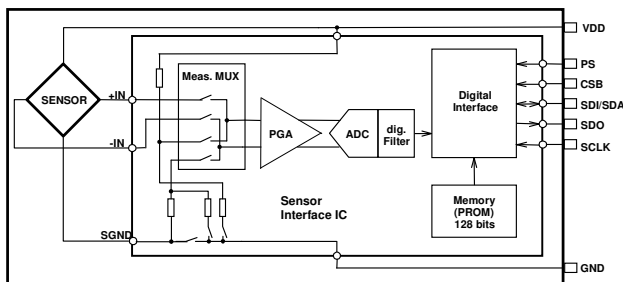 VDD
PS
CSB
SDI/SDA
SDO
SCLK
GND
SENSOR
+IN
-IN
SGND
Meas. MUX
PGA
ADC
dig.
Filter
Digital
Interface
Memory
(PROM)
128 bits
Sensor
Interface IC